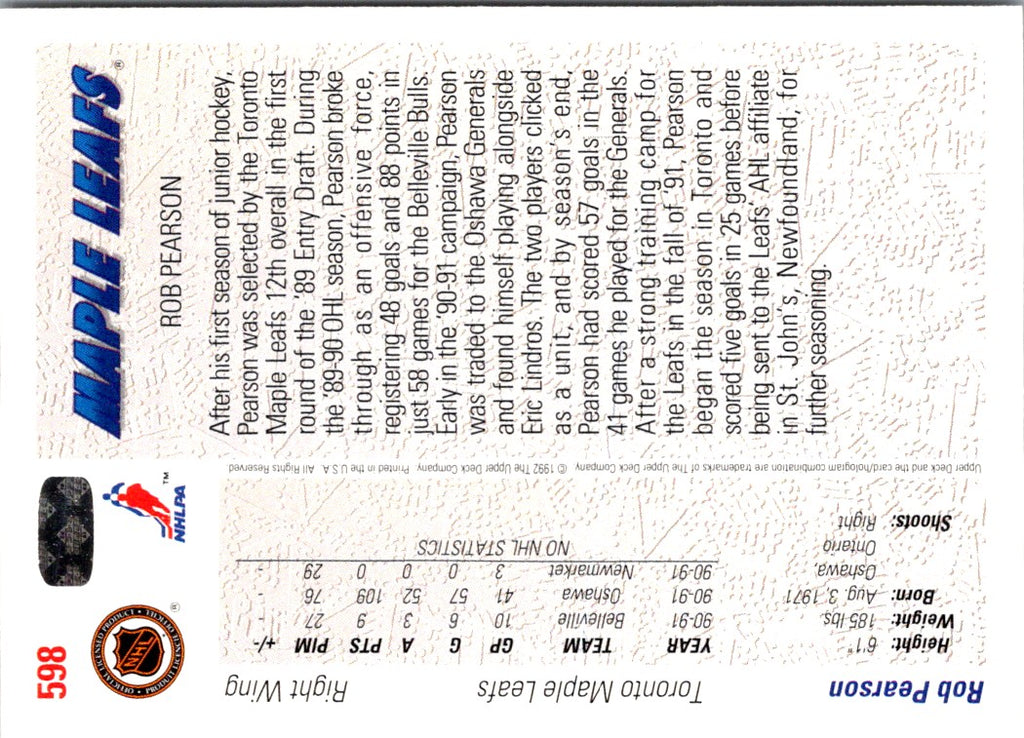 MAPLE LEAFS®
ROB PEARSON
After his first season of junior hockey,
Pearson was selected by the Toronto
Maple Leafs 12th overall in the first
round of the '89 Entry Draft. During
the '89-90 OHL season, Pearson broke
through as an offensive force,
registering 48 goals and 88 points in
just 58 games for the Belleville Bulls.
Early in the '90-91 campaign, Pearson
was traded to the Oshawa Generals
and found himself playing alongside
Eric Lindros. The two players clicked
as a unit, and by season's end,
Pearson had scored 57 goals in the
41 games he played for the Generals.
After a strong training camp for
the Leafs in the fall of '91, Pearson
began the season in Toronto and
scored five goals in 25 games before
being sent to the Leafs' AHL affiliate
in St. John's, Newfoundland, for
further seasoning.
Rob Pearson Toronto Maple Leafs Right Wing
Height: 6'1"
Weight: 185 lbs.
Born: Aug. 3, 1971
Oshawa,
Ontario
Shoots: Right
YEAR TEAM GP G A PTS PIM +/-
90-91 Belleville 10 6 3 9 27 -
90-91 Oshawa 41 57 52 109 76 -
90-91 Newmarket 3 0 0 0 29 -
NO NHL STATISTICS
Upper Deck and the card/hologram combination are trademarks of The Upper Deck Company. © 1992 The Upper Deck Company. Printed in the U.S.A. All Rights Reserved.
598
OFFICIAL LICENSED PRODUCT • PRODUIT LICENCIE OFFICIEL •
NHL
®
NHLPA
™